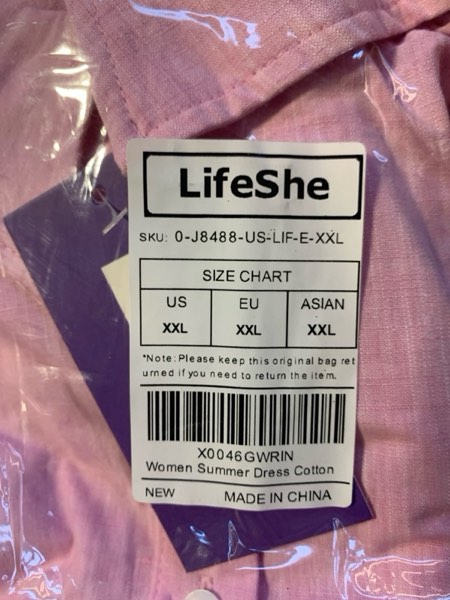 LifeShe
SKU: 0-J8488-US-LIF-E-XXL
SIZE CHART
US EU ASIAN
XXL XXL XXL
*Note:Please keep this original bag ret
urned if you need to return the item.
X0046GWRIN
Women Summer Dress Cotton
NEW MADE IN CHINA